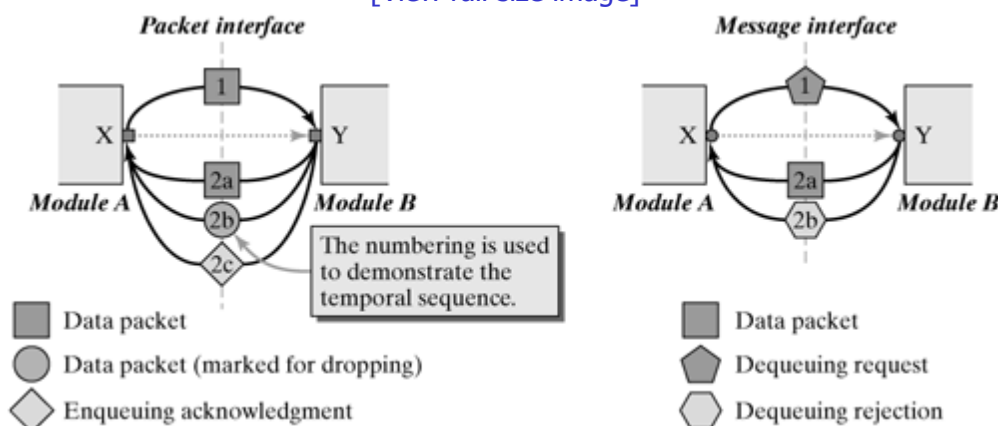 [View full size image]
Packet interface
1
X
Y
2a
Module A
Module B
2b
2c
The numbering is used
to demonstrate the
temporal sequence.
Data packet
Data packet (marked for dropping)
Enqueuing acknowledgment
Message interface
1
X
Y
2a
Module A
Module B
2b
Data packet
Dequeuing request
Dequeuing rejection